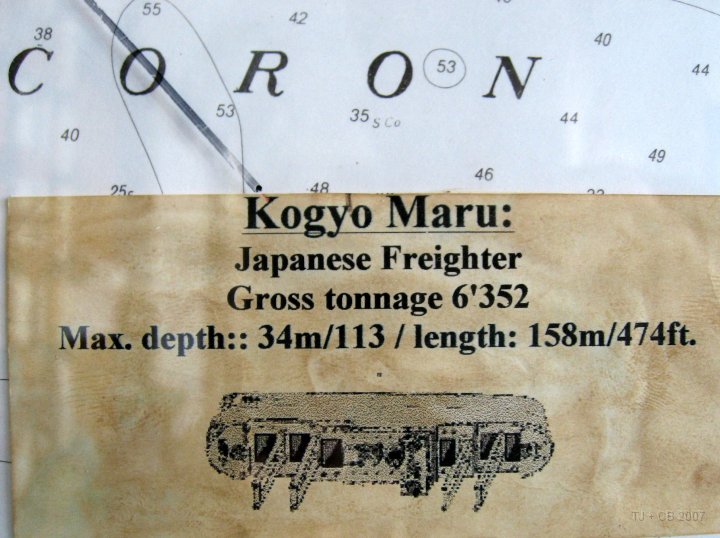 55
42
38
40
C O R O N
53
44
53
35 S Co
44
40
49
46
48
Kogyo Maru:
Japanese Freighter
Gross tonnage 6'352
Max. depth:: 34m/113 / length: 158m/474ft.
TJ + CB 2007